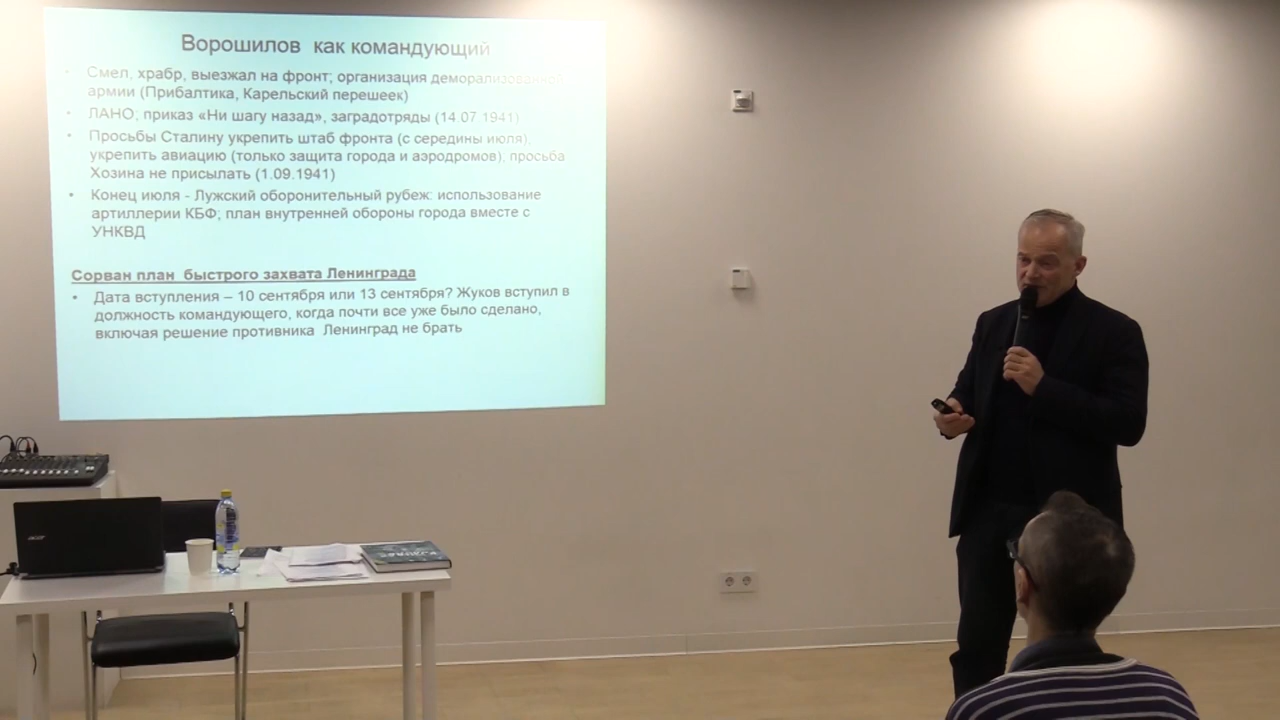 Ворошилов как командующий
• Смел, храбр, выезжал на фронт; организация деморализованной
армии (Прибалтика, Карельский перешеек)
• ЛАНО; приказ «Ни шагу назад», заградотряды (14.07 1941)
• Просьбы Сталину укрепить штаб фронта (с середины июля),
укрепить авиацию (только защита города и аэродромов), просьба
Хозина не присылать (1.09.1941)
• Конец июля - Лужский оборонительный рубеж: использование
артиллерии КБФ; план внутренней обороны города вместе с
УНКВД
Сорван план быстрого захвата Ленинграда
• Дата вступления – 10 сентября или 13 сентября? Жуков вступил в
должность командующего, когда почти все уже было сделано,
включая решение противника Ленинград не брать
acer